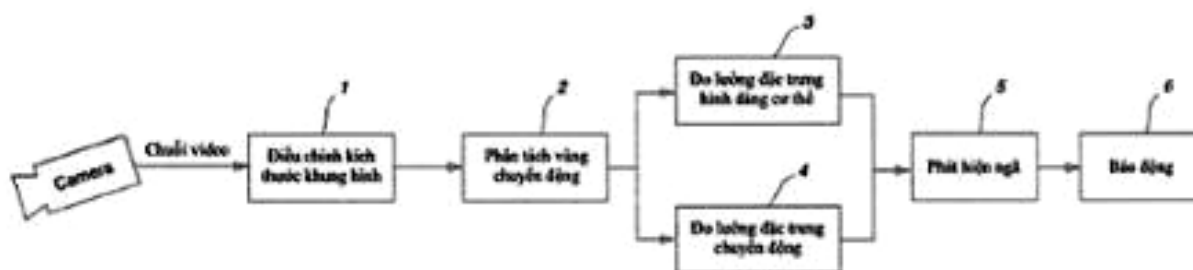 3
Đo lường đặc trưng
hình dáng cơ thể
1
2
5
6
Camera
Chuỗi video
Điều chỉnh kích
thước khung hình
Phân tách vùng
chuyển động
Phát hiện ngã
Báo động
4
Đo lường đặc trưng
chuyển động